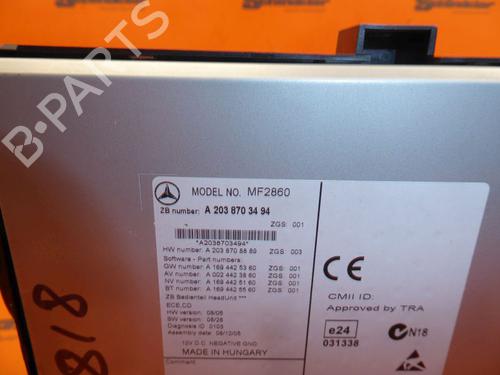 B-PARTS
MODEL NO. MF2860
ZB number: A 203 870 34 94
ZGS: 001
*A2038703494*
HW number: A 203 870 88 89 ZGS: 003
Software - Part numbers:
GW number: A 169 442 53 60 ZGS: 001
AV number: A 002 442 38 60 ZGS: 001
NV number: A 169 442 51 60 ZGS: 001
BT number: A 169 442 55 60 ZGS: 001
ZB Bedienteil HeadUnit ***
ECE,CD
HW version: 08/05
SW version: 08/26
Diagnosis ID: 0103
Assembly date: 08/12/05
12V D.C. NEGATIVE GND
MADE IN HUNGARY
Comment:
CE
CMII ID:
Approved by TRA
e24
031338
N18
818